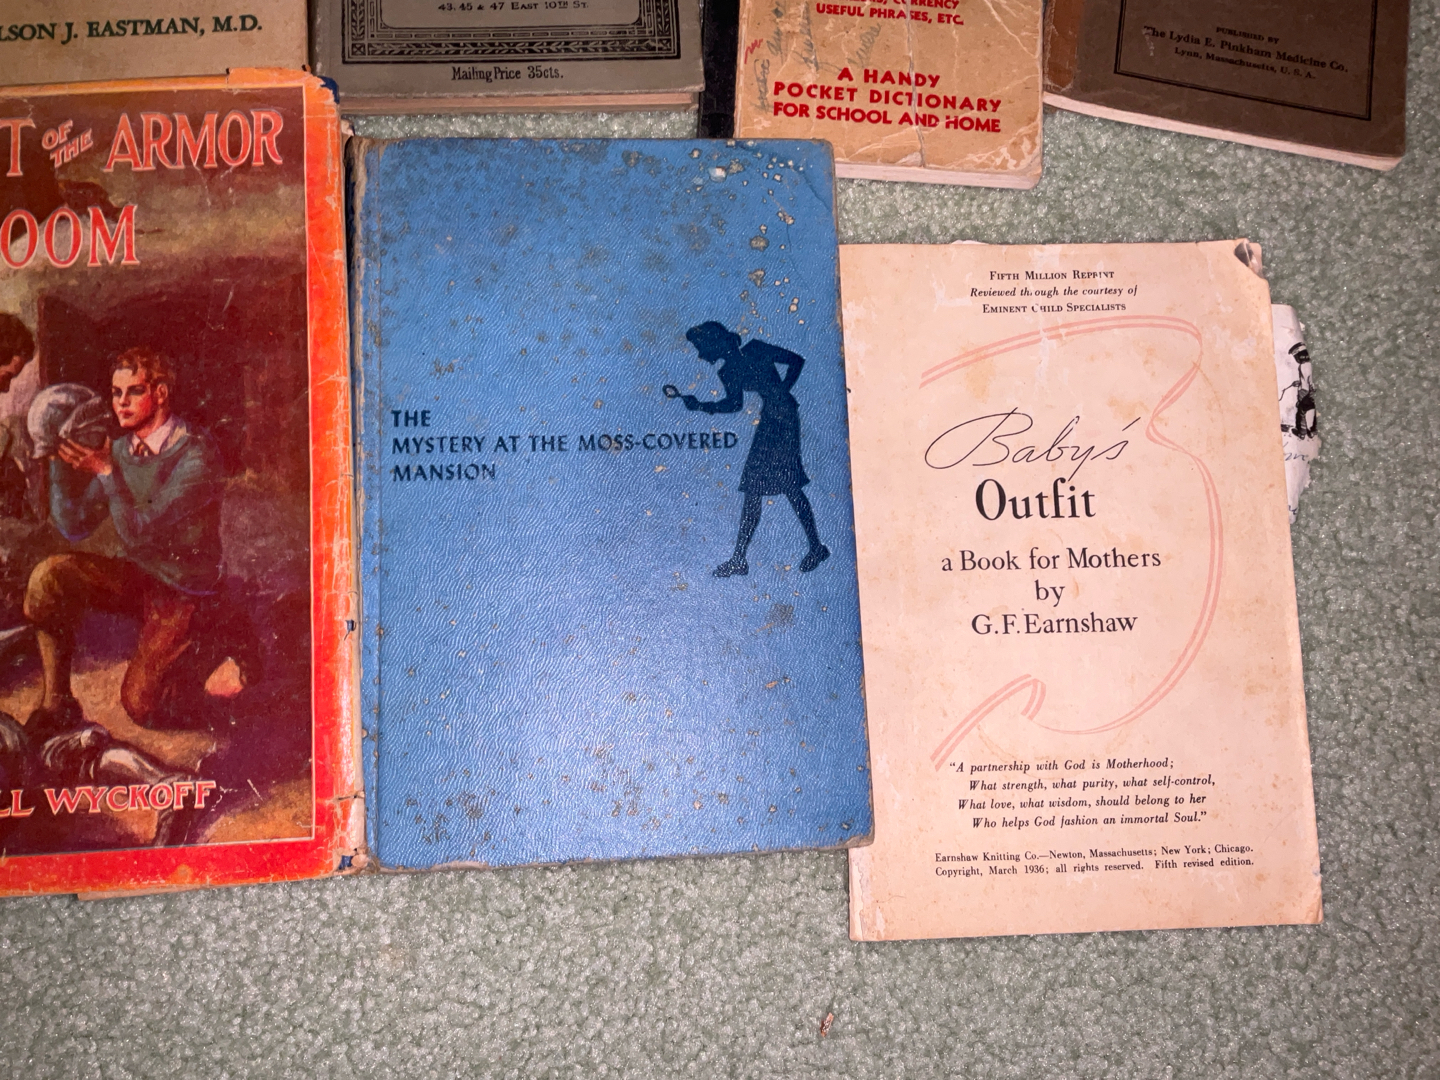 LSON J. EASTMAN, M.D.
43, 45 & 47 EAST 10TH ST.
Mailing Price 35cts.
CURRENCY
USEFUL PHRASES, ETC.
A HANDY
POCKET DICTIONARY
FOR SCHOOL AND HOME
PUBLISHED BY
The Lydia E. Pinkham Medicine Co.
Lynn, Massachusetts, U. S. A.
T OF THE ARMOR
OOM
LL WYCKOFF
THE
MYSTERY AT THE MOSS-COVERED
MANSION
FIFTH MILLION REPRINT
Reviewed through the courtesy of
EMINENT CHILD SPECIALISTS
Baby's
Outfit
a Book for Mothers
by
G.F. Earnshaw
"A partnership with God is Motherhood;
What strength, what purity, what self-control,
What love, what wisdom, should belong to her
Who helps God fashion an immortal Soul."
Earnshaw Knitting Co.—Newton, Massachusetts; New York; Chicago.
Copyright, March 1936; all rights reserved. Fifth revised edition.